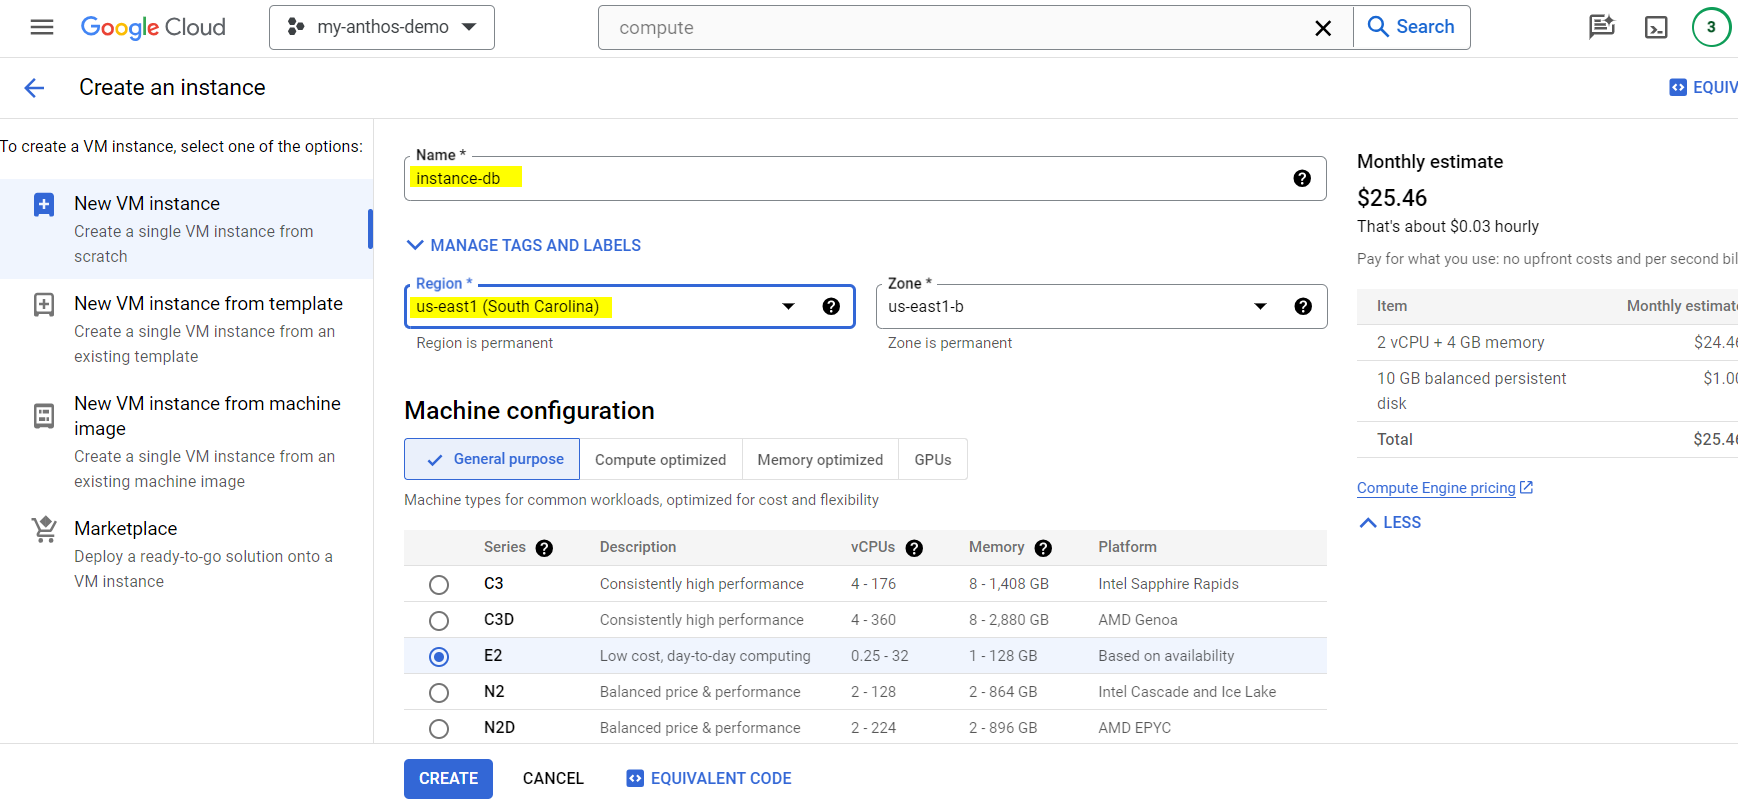 Google Cloud
my-anthos-demo
compute
Search
3
Create an instance
EQUIV
To create a VM instance, select one of the options:
New VM instance
Create a single VM instance from
scratch
New VM instance from template
Create a single VM instance from an
existing template
New VM instance from machine
image
Create a single VM instance from an
existing machine image
Marketplace
Deploy a ready-to-go solution onto a
VM instance
Name *
instance-db
MANAGE TAGS AND LABELS
Region *
us-east1 (South Carolina)
Region is permanent
Zone *
us-east1-b
Zone is permanent
Machine configuration
General purpose
Compute optimized
Memory optimized
GPUs
Machine types for common workloads, optimized for cost and flexibility
Series Description vCPUs Memory Platform
C3 Consistently high performance 4 - 176 8 - 1,408 GB Intel Sapphire Rapids
C3D Consistently high performance 4 - 360 8 - 2,880 GB AMD Genoa
E2 Low cost, day-to-day computing 0.25 - 32 1 - 128 GB Based on availability
N2 Balanced price & performance 2 - 128 2 - 864 GB Intel Cascade and Ice Lake
N2D Balanced price & performance 2 - 224 2 - 896 GB AMD EPYC
CREATE
CANCEL
EQUIVALENT CODE
Monthly estimate
$25.46
That's about $0.03 hourly
Pay for what you use: no upfront costs and per second bil
Item Monthly estimate
2 vCPU + 4 GB memory $24.46
10 GB balanced persistent $1.00
disk
Total $25.46
Compute Engine pricing
LESS